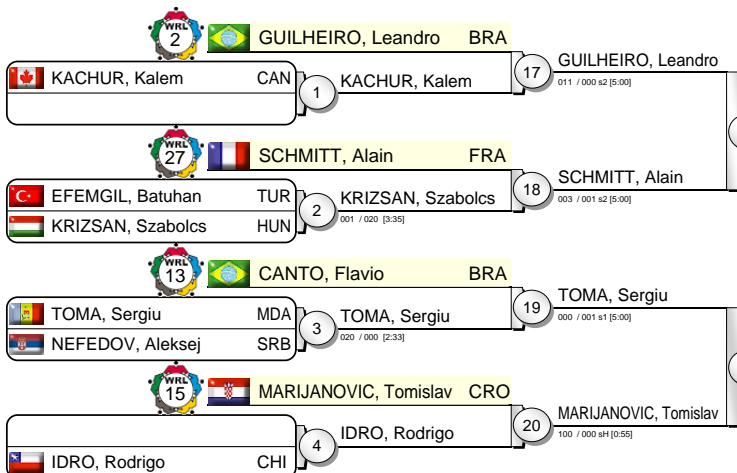 WRL
2
GUILHEIRO, Leandro BRA
17
GUILHEIRO, Leandro
011 / 000 s2 [5:00]
KACHUR, Kalem CAN
1
KACHUR, Kalem
WRL
27
SCHMITT, Alain FRA
18
SCHMITT, Alain
003 / 001 s2 [5:00]
EFEMGIL, Batuhan TUR
2
KRIZSAN, Szabolcs
001 / 020 [3:35]
KRIZSAN, Szabolcs HUN
WRL
13
CANTO, Flavio BRA
19
TOMA, Sergiu
000 / 001 s1 [5:00]
TOMA, Sergiu MDA
3
TOMA, Sergiu
020 / 000 [2:33]
NEFEDOV, Aleksej SRB
WRL
15
MARIJANOVIC, Tomislav CRO
20
MARIJANOVIC, Tomislav
100 / 000 sH [0:55]
4
IDRO, Rodrigo
IDRO, Rodrigo CHI